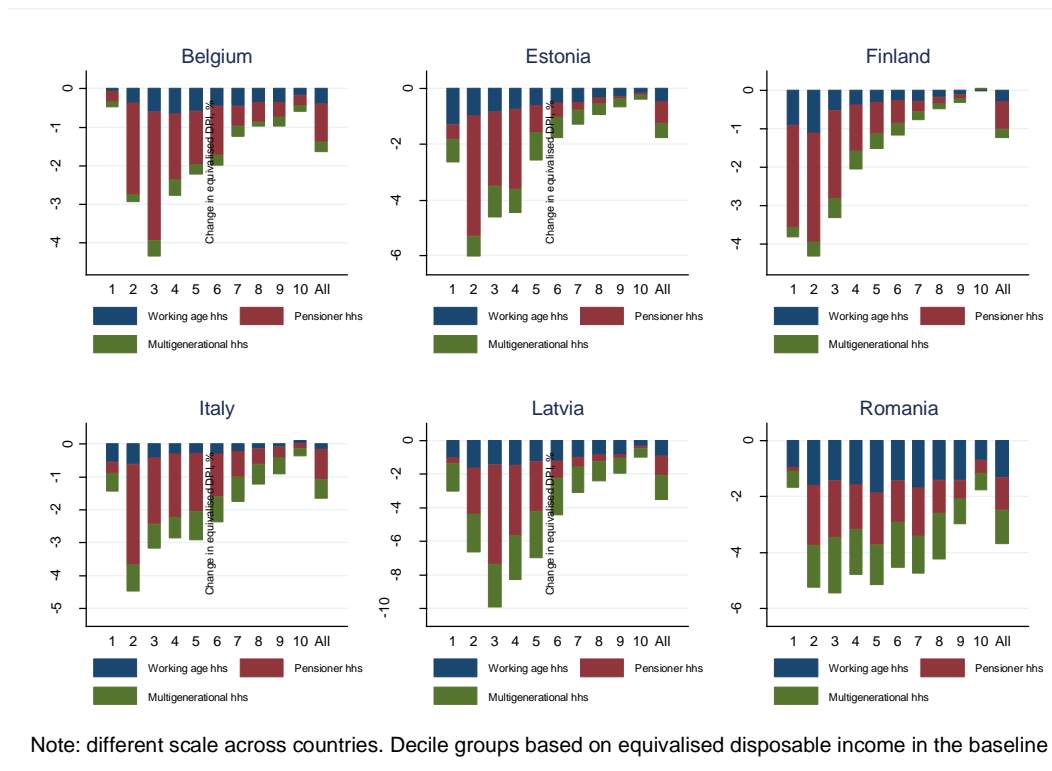 Belgium
Estonia
Finland
0
-1
-2
-3
-4
Change in equivalised DPI, %
0
-2
-4
-6
Change in equivalised DPI, %
0
-1
-2
-3
-4
1 2 3 4 5 6 7 8 9 10 All
1 2 3 4 5 6 7 8 9 10 All
1 2 3 4 5 6 7 8 9 10 All
Working age hhs Pensioner hhs
Multigenerational hhs
Working age hhs Pensioner hhs
Multigenerational hhs
Working age hhs Pensioner hhs
Multigenerational hhs
Italy
Latvia
Romania
0
-1
-2
-3
-4
-5
Change in equivalised DPI, %
0
-2
-4
-6
-8
-10
Change in equivalised DPI, %
0
-2
-4
-6
1 2 3 4 5 6 7 8 9 10 All
1 2 3 4 5 6 7 8 9 10 All
1 2 3 4 5 6 7 8 9 10 All
Working age hhs Pensioner hhs
Multigenerational hhs
Working age hhs Pensioner hhs
Multigenerational hhs
Working age hhs Pensioner hhs
Multigenerational hhs
Note: different scale across countries. Decile groups based on equivalised disposable income in the baseline